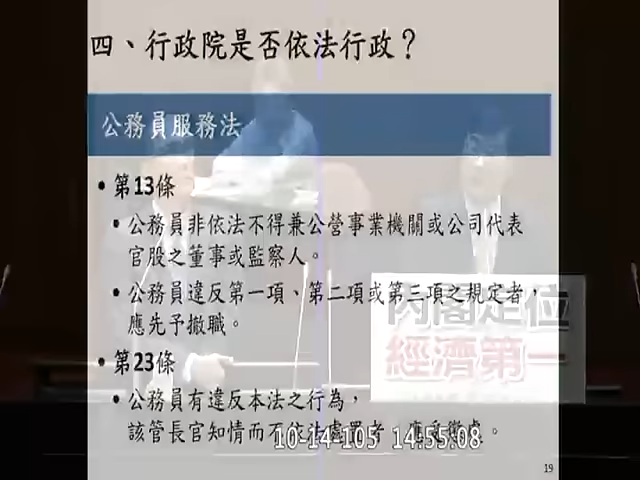 四、行政院是否依法行政？
公務員服務法
• 第13條
• 公務員非依法不得兼公營事業機關或公司代表
官股之董事或監察人。
• 公務員違反第一項、第二項或第三項之規定者，
應先予撤職。
內閣定位
經濟第一
• 第23條
• 公務員有違反本法之行為，
該管長官知情而不依法處置者，應受懲處。
10-14-105 14:55:08
19